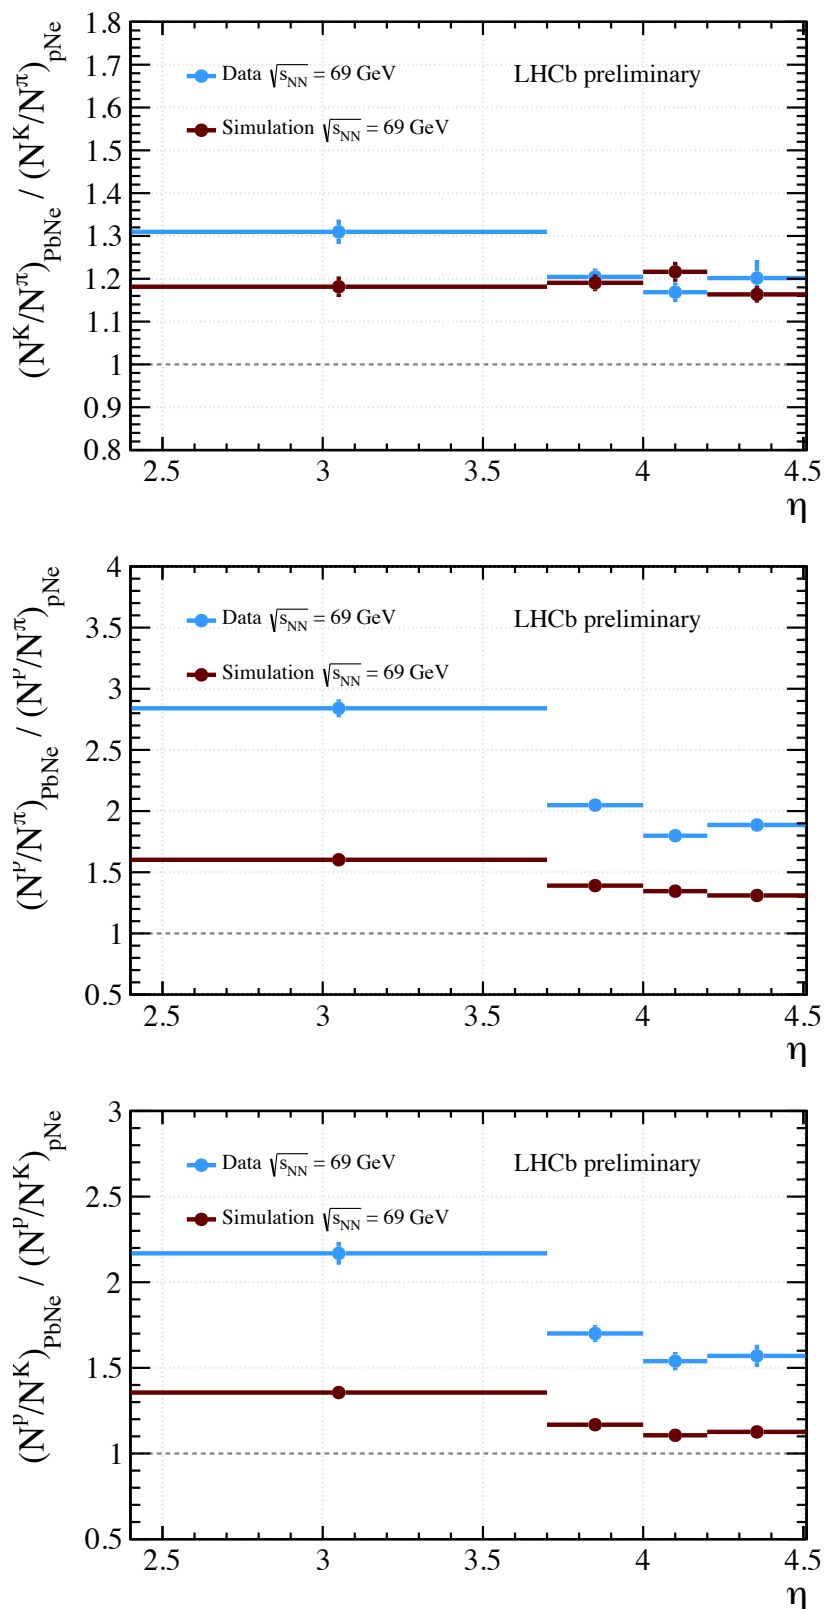 (N^K/N^π)_PbNe / (N^K/N^π)_pNe
1.8
1.7
1.6
1.5
1.4
1.3
1.2
1.1
1
0.9
0.8
Data √s_NN = 69 GeV
LHCb preliminary
Simulation √s_NN = 69 GeV
2.5 3 3.5 4 4.5
η
(N^p/N^π)_PbNe / (N^p/N^π)_pNe
4
3.5
3
2.5
2
1.5
1
0.5
Data √s_NN = 69 GeV
LHCb preliminary
Simulation √s_NN = 69 GeV
2.5 3 3.5 4 4.5
η
(N^p/N^K)_PbNe / (N^p/N^K)_pNe
3
2.5
2
1.5
1
0.5
Data √s_NN = 69 GeV
LHCb preliminary
Simulation √s_NN = 69 GeV
2.5 3 3.5 4 4.5
η